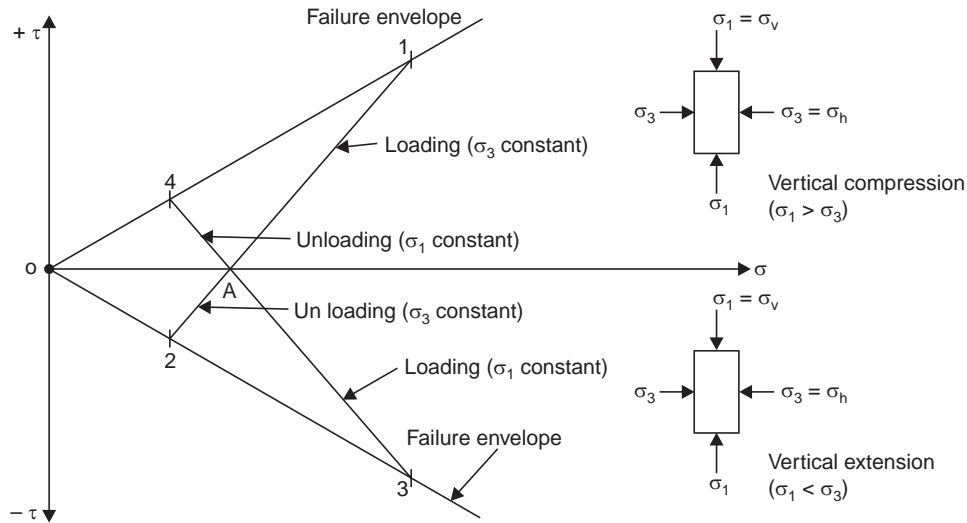 Failure envelope
+ τ
1
σ₁ = σᵥ
σ₃
σ₃ = σₕ
Loading (σ₃ constant)
4
Vertical compression
(σ₁ > σ₃)
σ₁
Unloading (σ₁ constant)
o
σ
A
σ₁ = σᵥ
Un loading (σ₃ constant)
2
Loading (σ₁ constant)
σ₃
σ₃ = σₕ
Failure envelope
Vertical extension
(σ₁ < σ₃)
3
σ₁
− τ